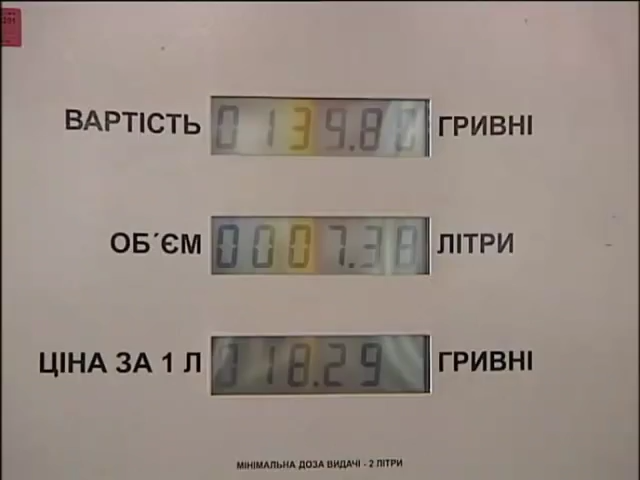 ВАРТІСТЬ 0139.80 ГРИВНІ
ОБ´ЄМ 0007.38 ЛІТРИ
ЦІНА ЗА 1 Л 018.29 ГРИВНІ
МІНІМАЛЬНА ДОЗА ВИДАЧІ - 2 ЛІТРИ